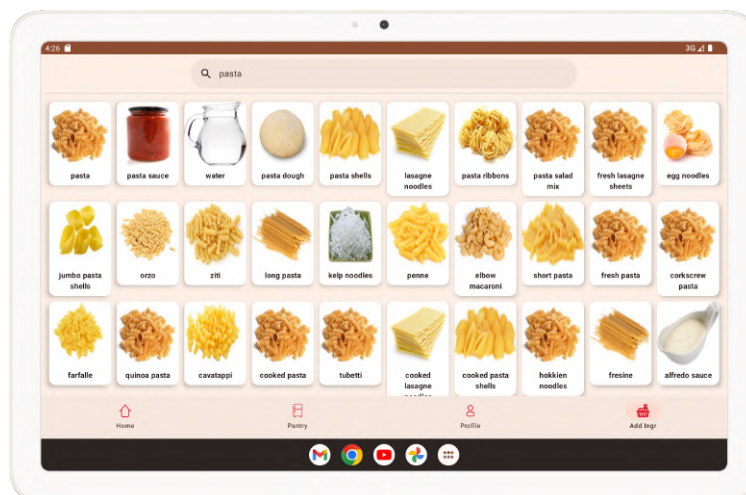 4:26
3G
pasta
pasta
pasta sauce
water
pasta dough
pasta shells
lasagne
noodles
pasta ribbons
pasta salad
mix
fresh lasagne
sheets
egg noodles
jumbo pasta
shells
orzo
ziti
long pasta
kelp noodles
penne
elbow
macaroni
short pasta
fresh pasta
corkscrew
pasta
farfalle
quinoa pasta
cavatappi
cooked pasta
tubetti
cooked
lasagne
noodles
cooked pasta
shells
hokkien
noodles
fresine
alfredo sauce
Home
Pantry
Profile
Add Ingr